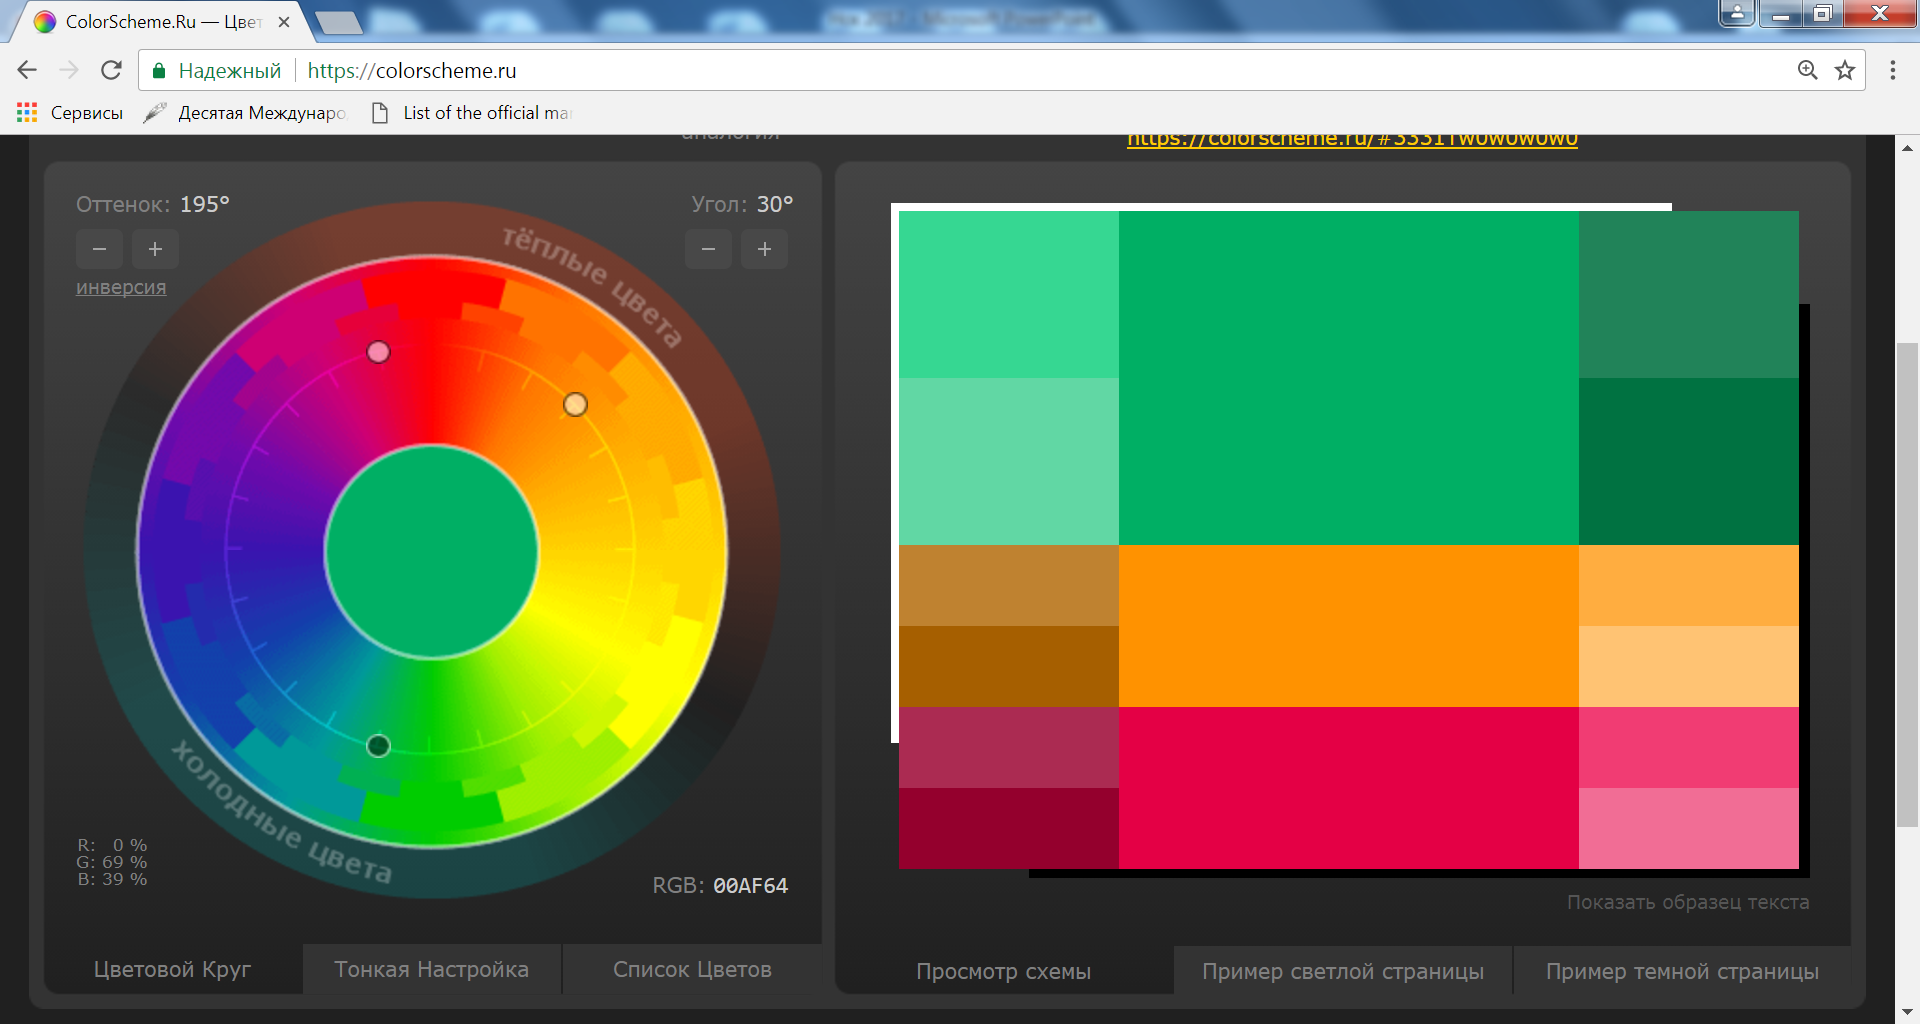 ColorScheme.Ru — Цвет
Надежный https://colorscheme.ru
Сервисы Десятая Междунаро List of the official ma
аналогия
https://colorscheme.ru/#3331Tw0w0w0w0
Оттенок: 195°
− +
инверсия
Угол: 30°
− +
тёплые цвета
холодные цвета
R: 0 %
G: 69 %
B: 39 %
RGB: 00AF64
Показать образец текста
Цветовой Круг Тонкая Настройка Список Цветов
Просмотр схемы Пример светлой страницы Пример темной страницы